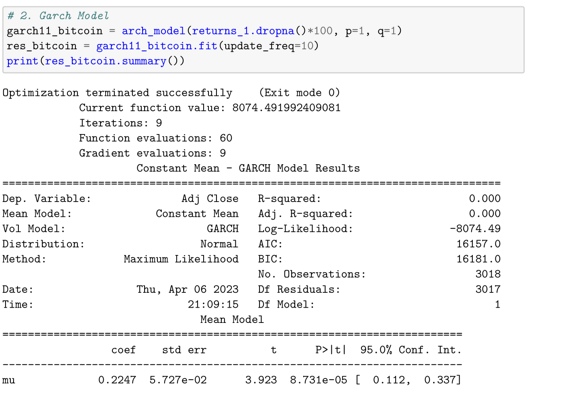 # 2. Garch Model
garch11_bitcoin = arch_model(returns_1.dropna()*100, p=1, q=1)
res_bitcoin = garch11_bitcoin.fit(update_freq=10)
print(res_bitcoin.summary())
Optimization terminated successfully    (Exit mode 0)
            Current function value: 8074.491992409081
            Iterations: 9
            Function evaluations: 60
            Gradient evaluations: 9
                     Constant Mean - GARCH Model Results
==============================================================================
Dep. Variable:              Adj Close   R-squared:                       0.000
Mean Model:             Constant Mean   Adj. R-squared:                  0.000
Vol Model:                      GARCH   Log-Likelihood:               -8074.49
Distribution:                  Normal   AIC:                           16157.0
Method:            Maximum Likelihood   BIC:                           16181.0
                                        No. Observations:                 3018
Date:                Thu, Apr 06 2023   Df Residuals:                     3017
Time:                        21:09:15   Df Model:                            1
                               Mean Model
========================================================================
                 coef    std err          t      P>|t|  95.0% Conf. Int.
------------------------------------------------------------------------
mu             0.2247  5.727e-02      3.923  8.731e-05 [  0.112,  0.337]